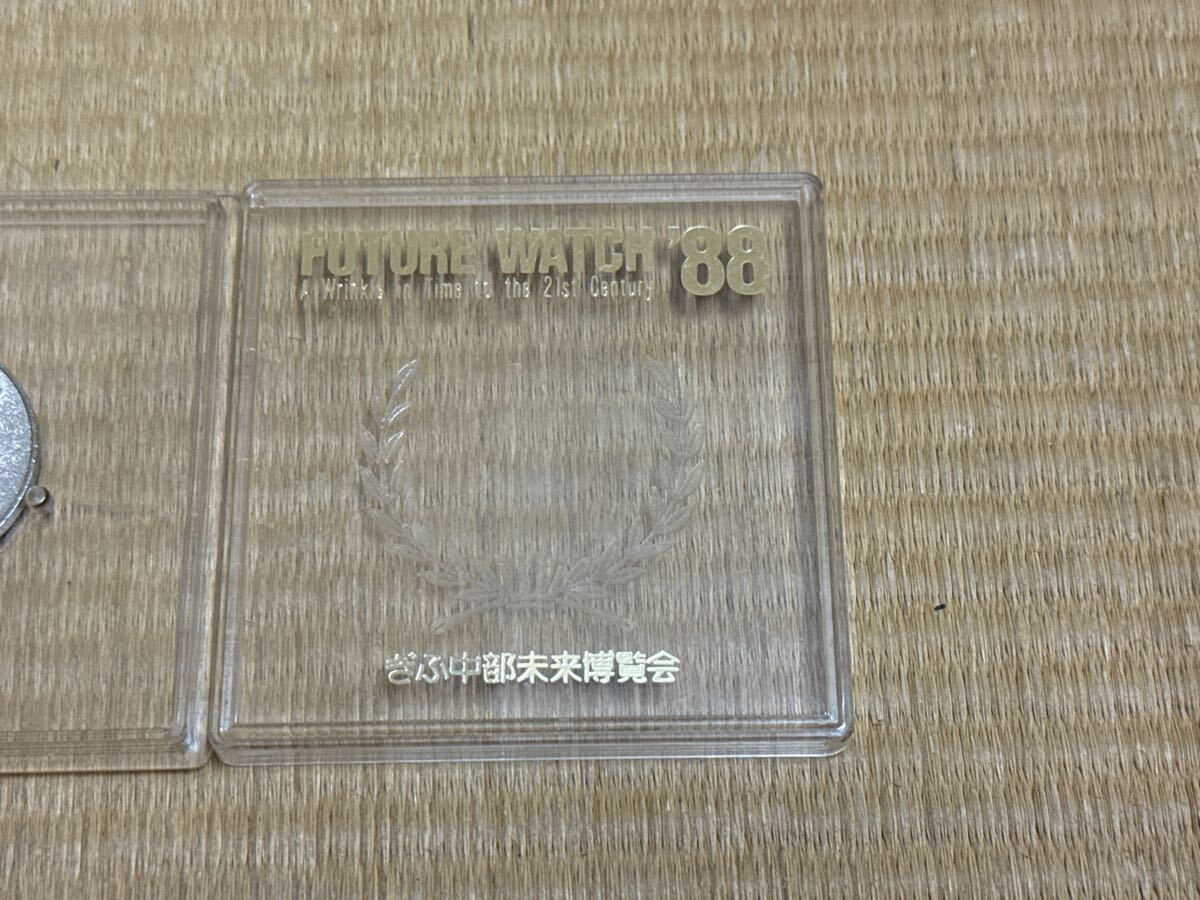 FUTURE WATCH '88
A Wrinkle in Time to the 21st Century
ぎふ中部未来博覧会